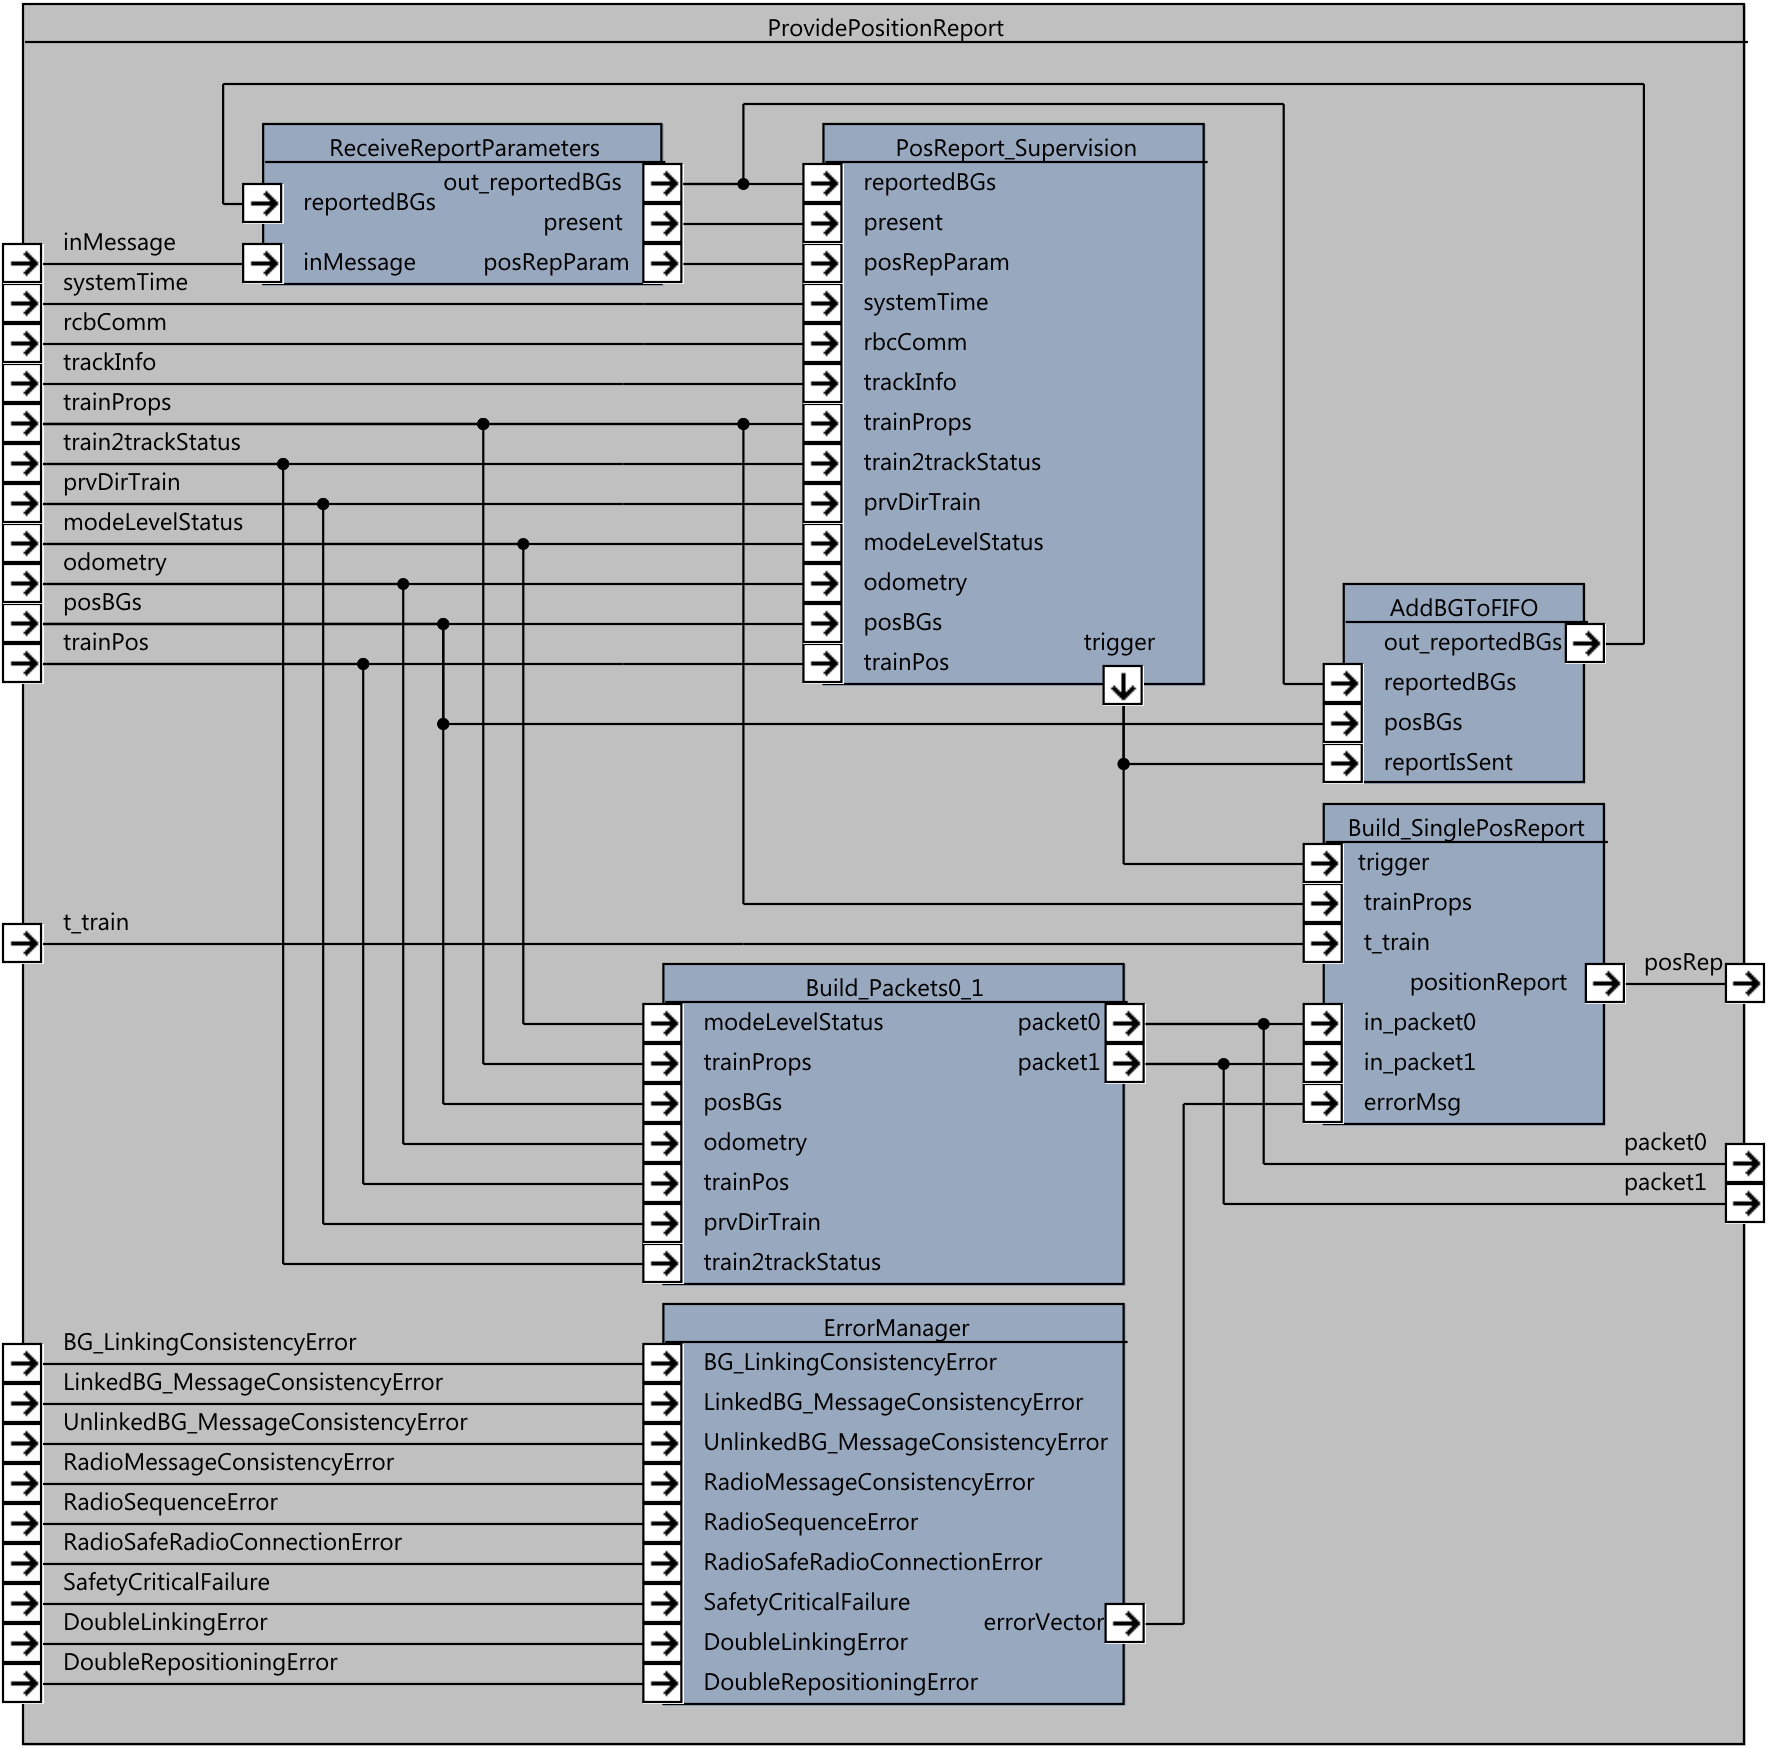 ProvidePositionReport
ReceiveReportParameters
out_reportedBGs
reportedBGs
present
inMessage
posRepParam
PosReport_Supervision
reportedBGs
present
posRepParam
systemTime
rbcComm
trackInfo
trainProps
train2trackStatus
prvDirTrain
modeLevelStatus
odometry
posBGs
trainPos
trigger
inMessage
systemTime
rcbComm
trackInfo
trainProps
train2trackStatus
prvDirTrain
modeLevelStatus
odometry
posBGs
trainPos
t_train
AddBGToFIFO
out_reportedBGs
reportedBGs
posBGs
reportIsSent
Build_SinglePosReport
trigger
trainProps
t_train
positionReport
in_packet0
in_packet1
errorMsg
posRep
packet0
packet1
Build_Packets0_1
modeLevelStatus
packet0
trainProps
packet1
posBGs
odometry
trainPos
prvDirTrain
train2trackStatus
BG_LinkingConsistencyError
LinkedBG_MessageConsistencyError
UnlinkedBG_MessageConsistencyError
RadioMessageConsistencyError
RadioSequenceError
RadioSafeRadioConnectionError
SafetyCriticalFailure
DoubleLinkingError
DoubleRepositioningError
ErrorManager
BG_LinkingConsistencyError
LinkedBG_MessageConsistencyError
UnlinkedBG_MessageConsistencyError
RadioMessageConsistencyError
RadioSequenceError
RadioSafeRadioConnectionError
SafetyCriticalFailure
errorVector
DoubleLinkingError
DoubleRepositioningError